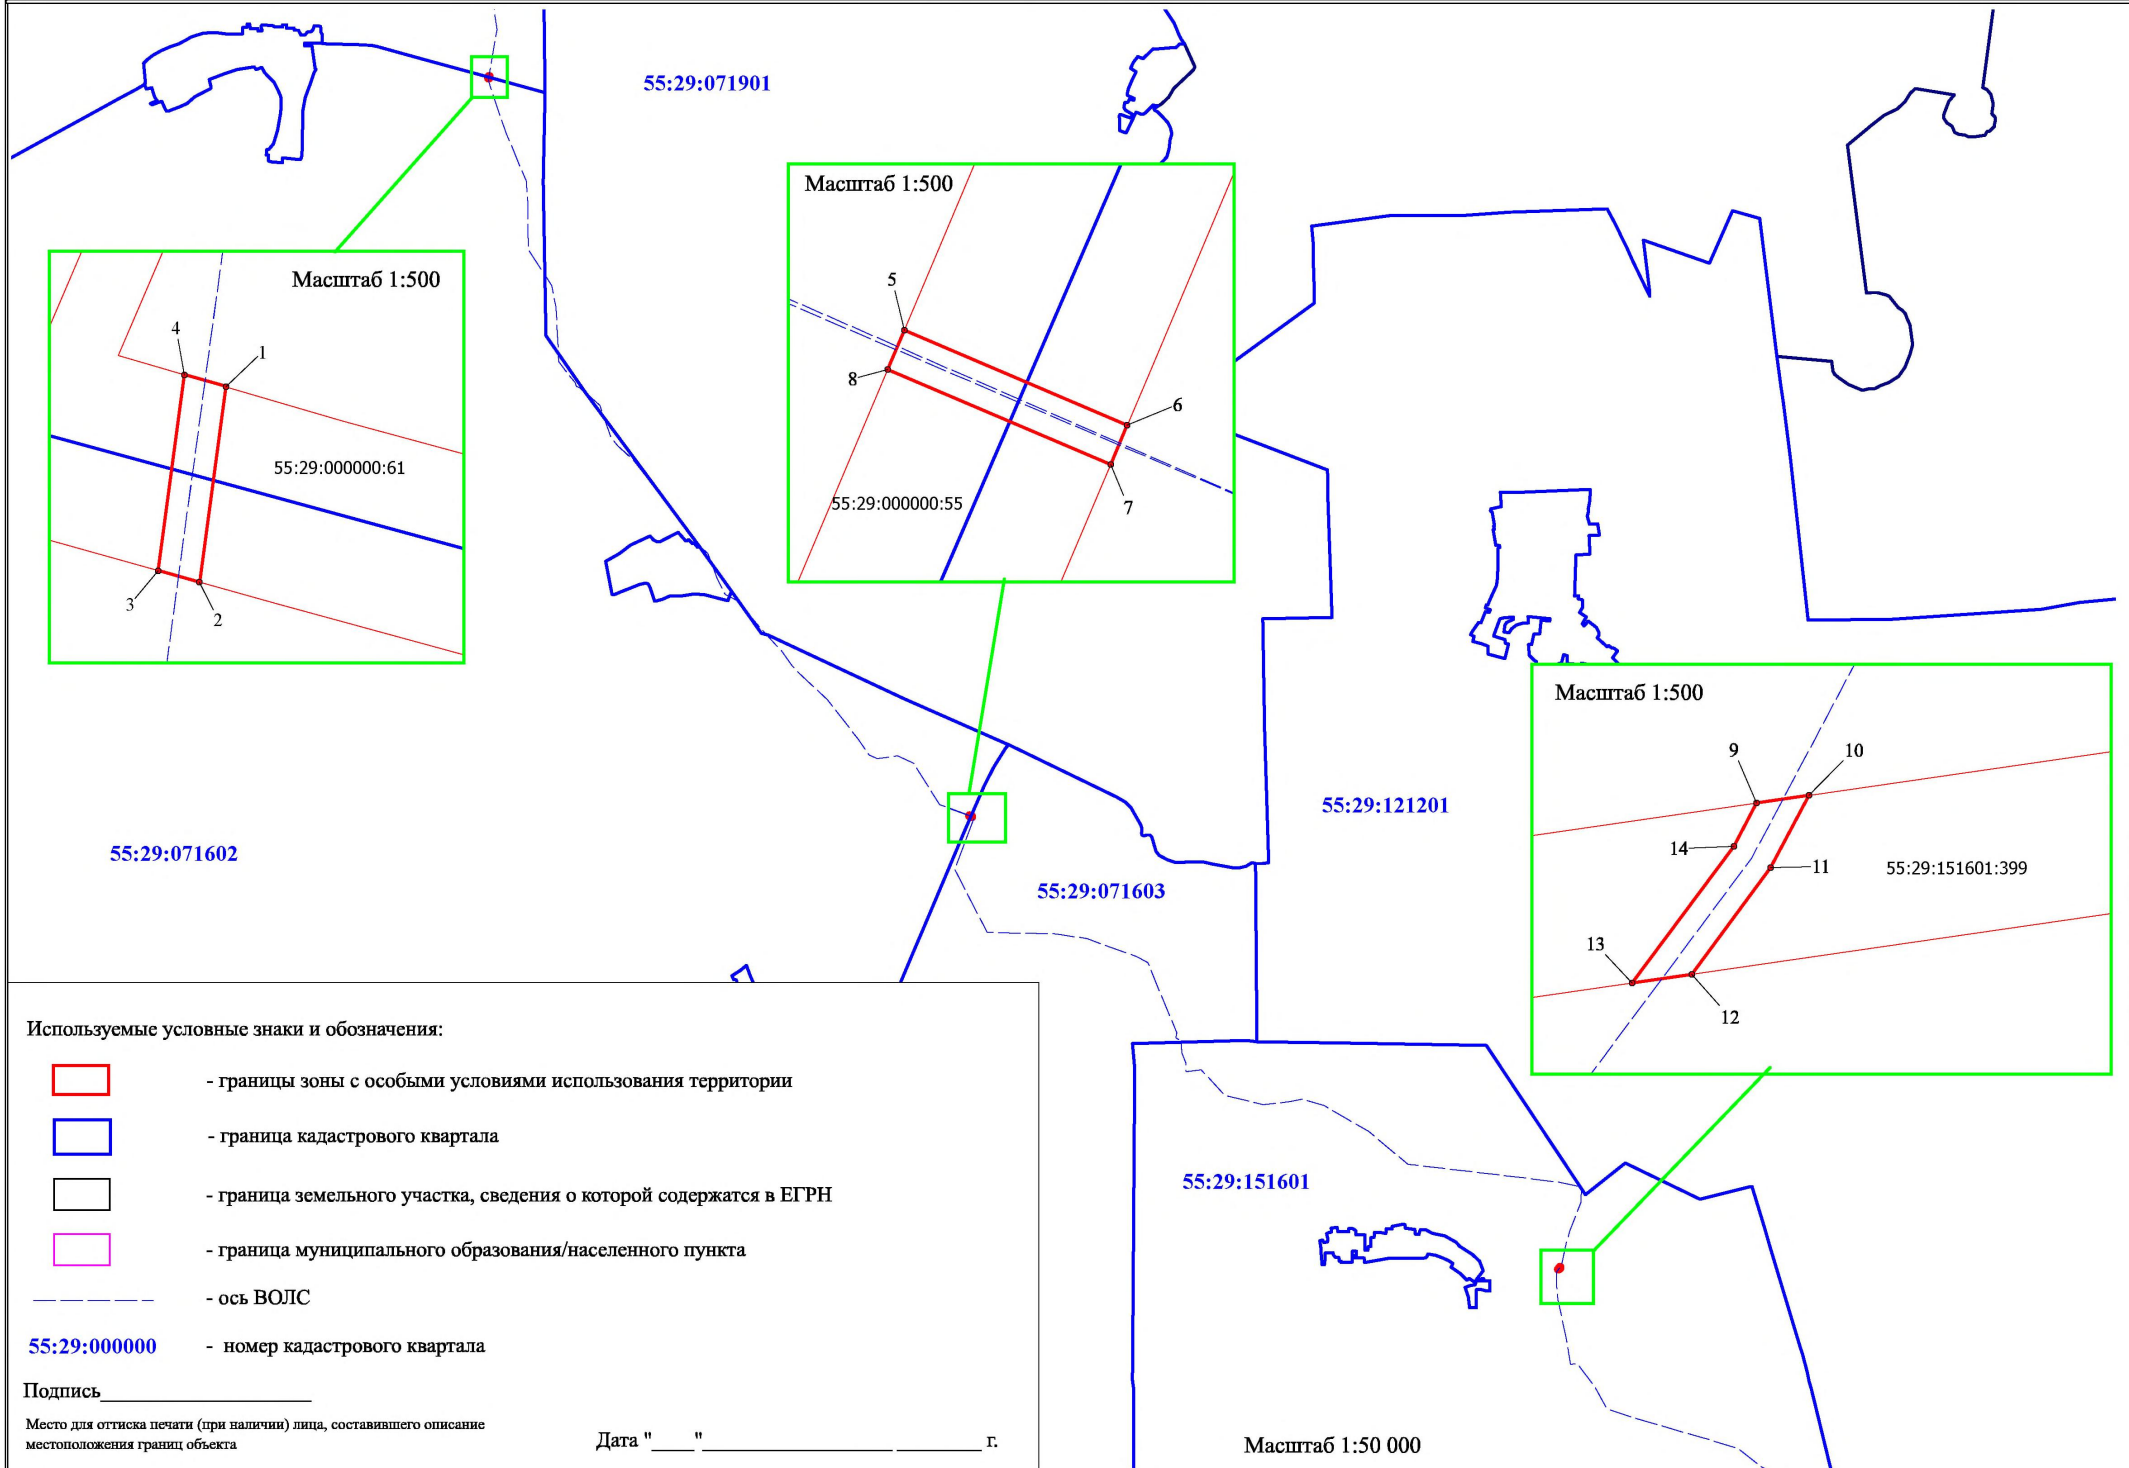 55:29:071901
Масштаб 1:500
4
1
55:29:000000:61
3
2
Масштаб 1:500
5
8
6
55:29:000000:55
7
Масштаб 1:500
9
10
14
11
55:29:151601:399
13
12
55:29:121201
55:29:071602
55:29:071603
55:29:151601
Используемые условные знаки и обозначения:
- границы зоны с особыми условиями использования территории
- граница кадастрового квартала
- граница земельного участка, сведения о которой содержатся в ЕГРН
- граница муниципального образования/населенного пункта
- ось ВОЛС
55:29:000000 - номер кадастрового квартала
Подпись____________________
Место для оттиска печати (при наличии) лица, составившего описание
местоположения границ объекта
Дата "____"__________________ ________ г.
Масштаб 1:50 000